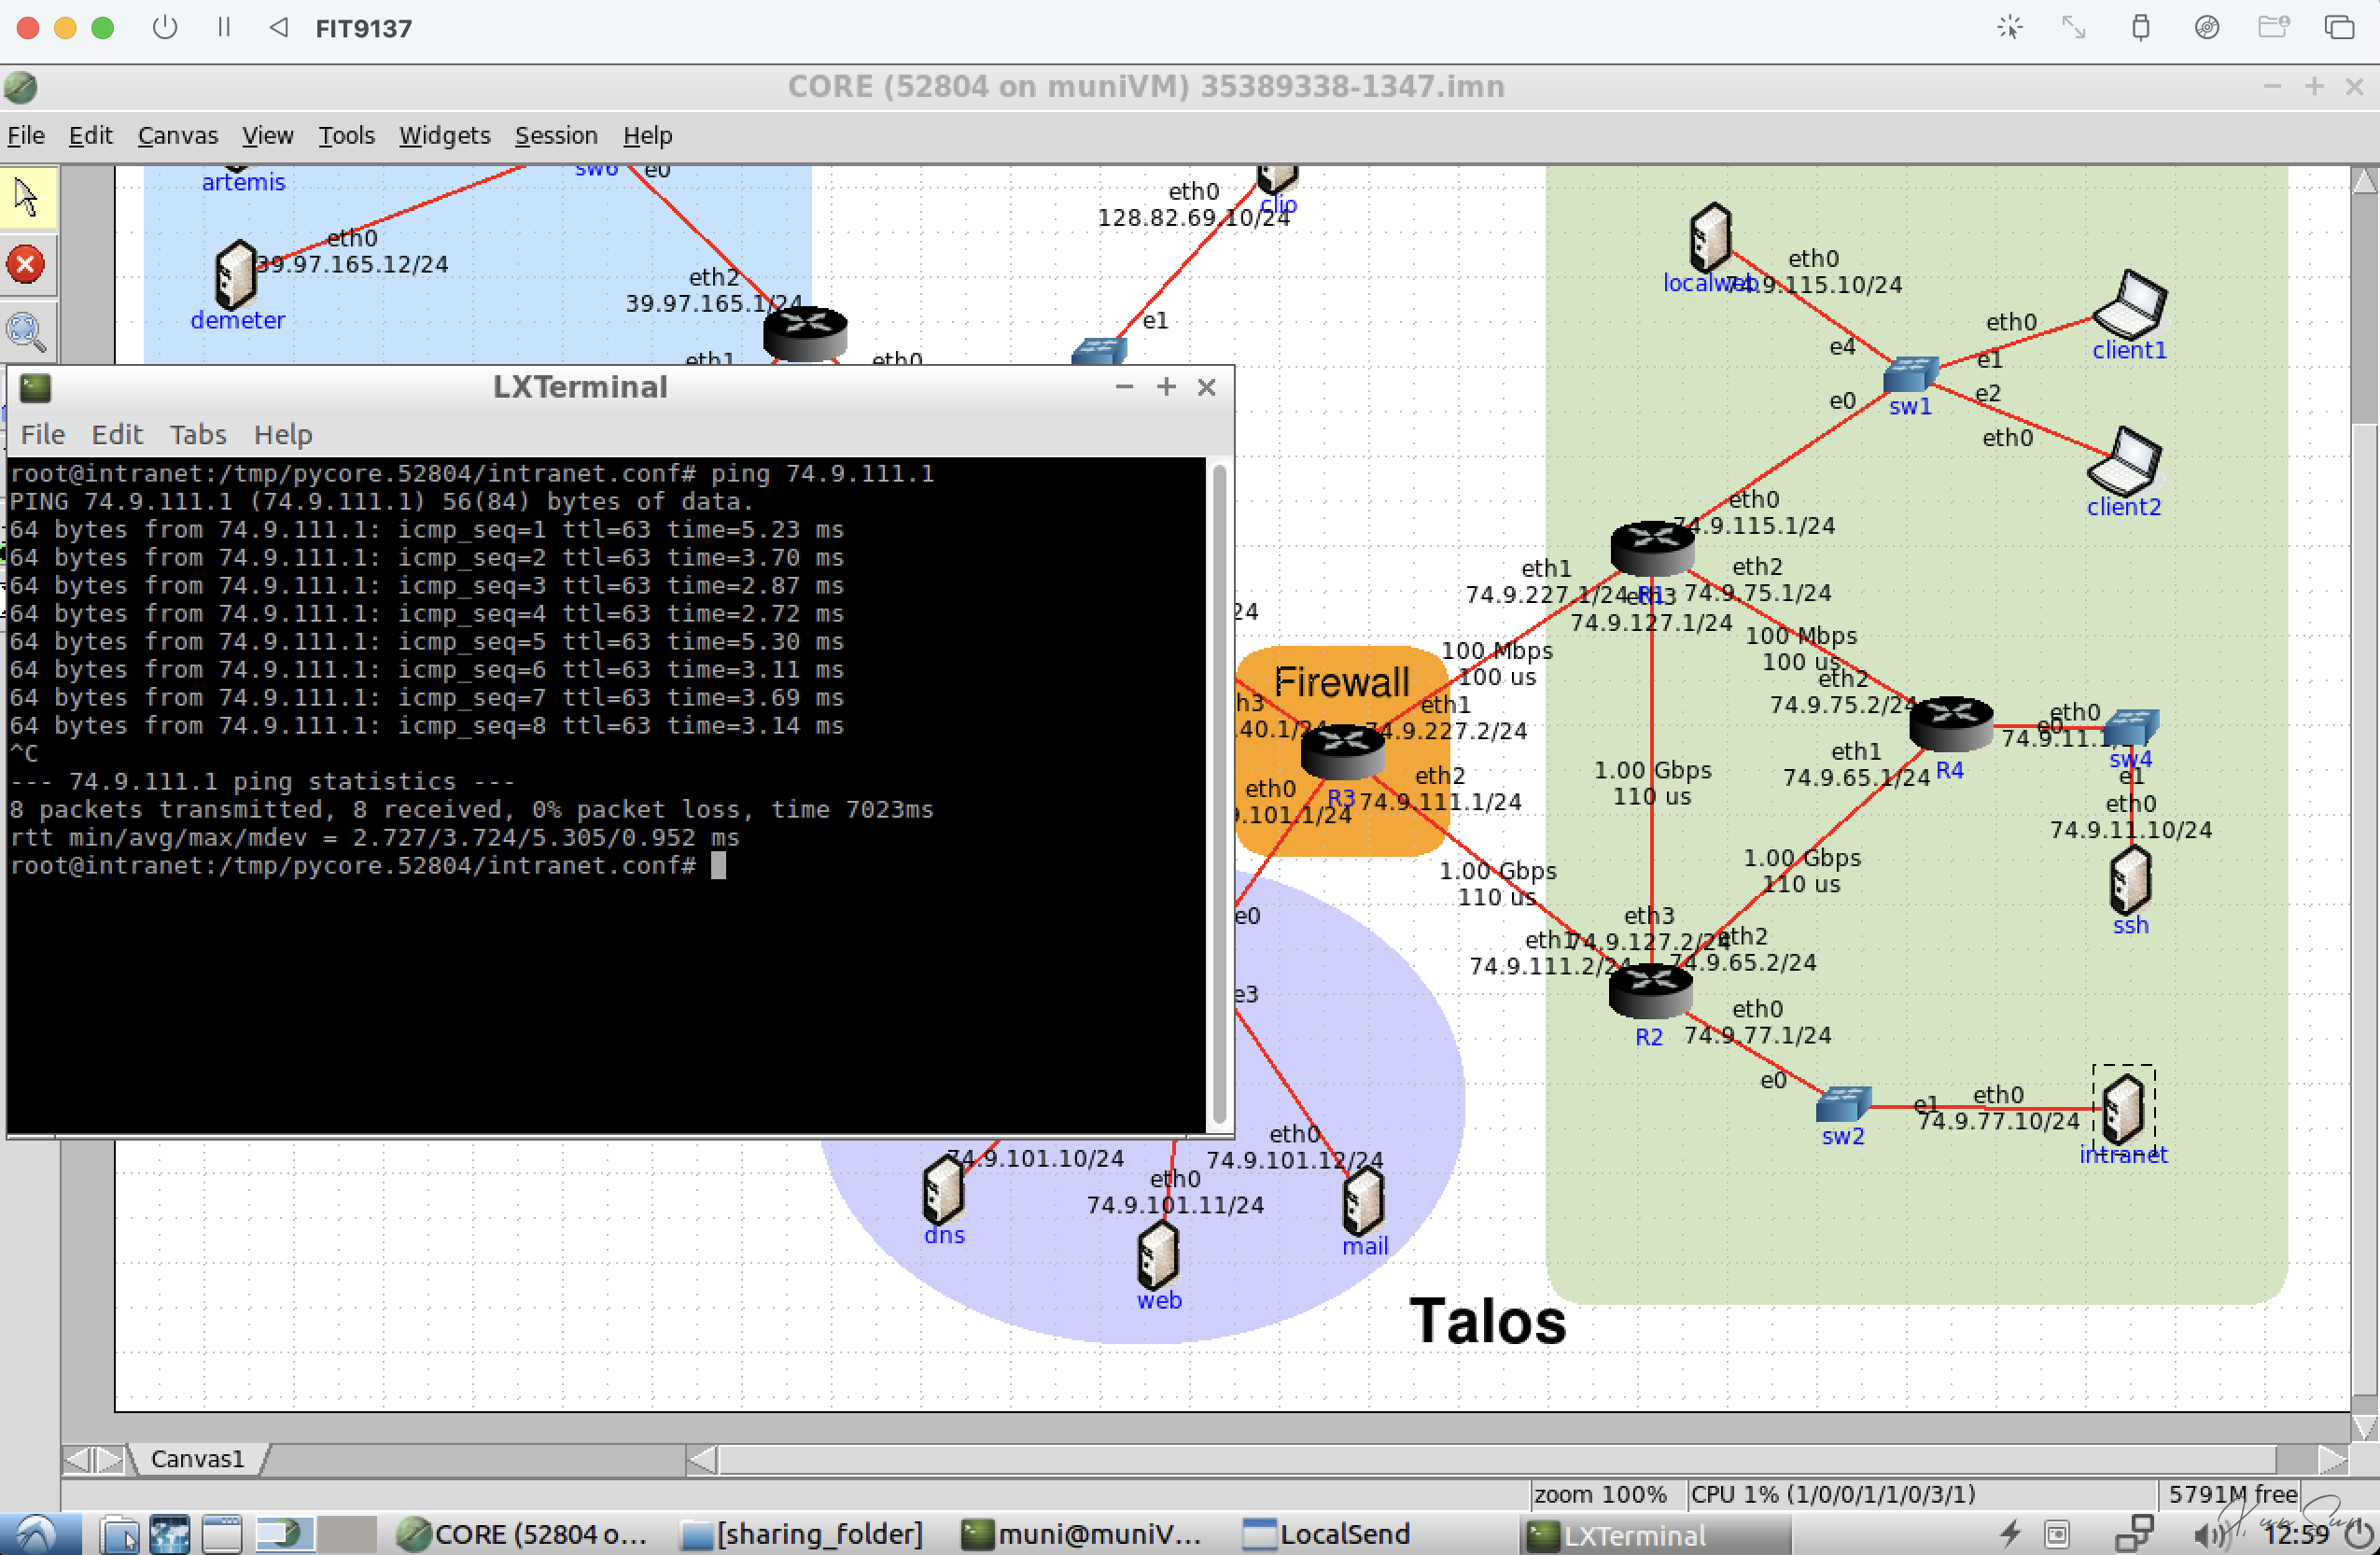 FIT9137
CORE (52804 on muniVM) 35389338-1347.imn
File Edit Canvas View Tools Widgets Session Help
artemis
sw6
e0
eth0
39.97.165.12/24
demeter
eth2
39.97.165.1/24
eth1
eth0
eth0
128.82.69.10/24
clio
e1
LXTerminal
File Edit Tabs Help
root@intranet:/tmp/pycore.52804/intranet.conf# ping 74.9.111.1
PING 74.9.111.1 (74.9.111.1) 56(84) bytes of data.
64 bytes from 74.9.111.1: icmp_seq=1 ttl=63 time=5.23 ms
64 bytes from 74.9.111.1: icmp_seq=2 ttl=63 time=3.70 ms
64 bytes from 74.9.111.1: icmp_seq=3 ttl=63 time=2.87 ms
64 bytes from 74.9.111.1: icmp_seq=4 ttl=63 time=2.72 ms
64 bytes from 74.9.111.1: icmp_seq=5 ttl=63 time=5.30 ms
64 bytes from 74.9.111.1: icmp_seq=6 ttl=63 time=3.11 ms
64 bytes from 74.9.111.1: icmp_seq=7 ttl=63 time=3.69 ms
64 bytes from 74.9.111.1: icmp_seq=8 ttl=63 time=3.14 ms
^C
--- 74.9.111.1 ping statistics ---
8 packets transmitted, 8 received, 0% packet loss, time 7023ms
rtt min/avg/max/mdev = 2.727/3.724/5.305/0.952 ms
root@intranet:/tmp/pycore.52804/intranet.conf#
localweb
eth0
74.9.115.10/24
eth0
client1
e4
e1
e0
sw1
e2
eth0
client2
eth0
74.9.115.1/24
eth1
74.9.227.1/24
R1
eth3
74.9.127.1/24
eth2
74.9.75.1/24
24
100 Mbps
100 us
100 Mbps
100 us
Firewall
h3
.40.1/24
eth1
74.9.227.2/24
eth2
74.9.75.2/24
eth0
e0
74.9.11.1/24
sw4
R4
e1
eth0
74.9.11.10/24
ssh
eth1
74.9.65.1/24
1.00 Gbps
110 us
eth0
.101.1/24
R3
eth2
74.9.111.1/24
1.00 Gbps
110 us
1.00 Gbps
110 us
e0
eth3
74.9.127.2/24
eth1
74.9.111.2/24
eth2
74.9.65.2/24
R2
eth0
74.9.77.1/24
e0
sw2
e1
eth0
74.9.77.10/24
intranet
e3
74.9.101.10/24
dns
eth0
74.9.101.11/24
web
eth0
74.9.101.12/24
mail
Talos
Canvas1
zoom 100%
CPU 1% (1/0/0/1/1/0/3/1)
5791M free
CORE (52804 o...
[sharing_folder]
muni@muniV...
LocalSend
LXTerminal
12:59